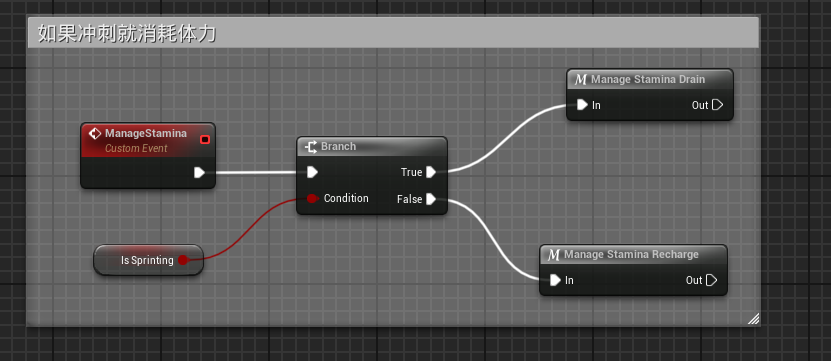 如果冲刺就消耗体力
Manage Stamina Drain
In
Out
ManageStamina
Custom Event
Branch
True
Condition
False
Is Sprinting
Manage Stamina Recharge
In
Out